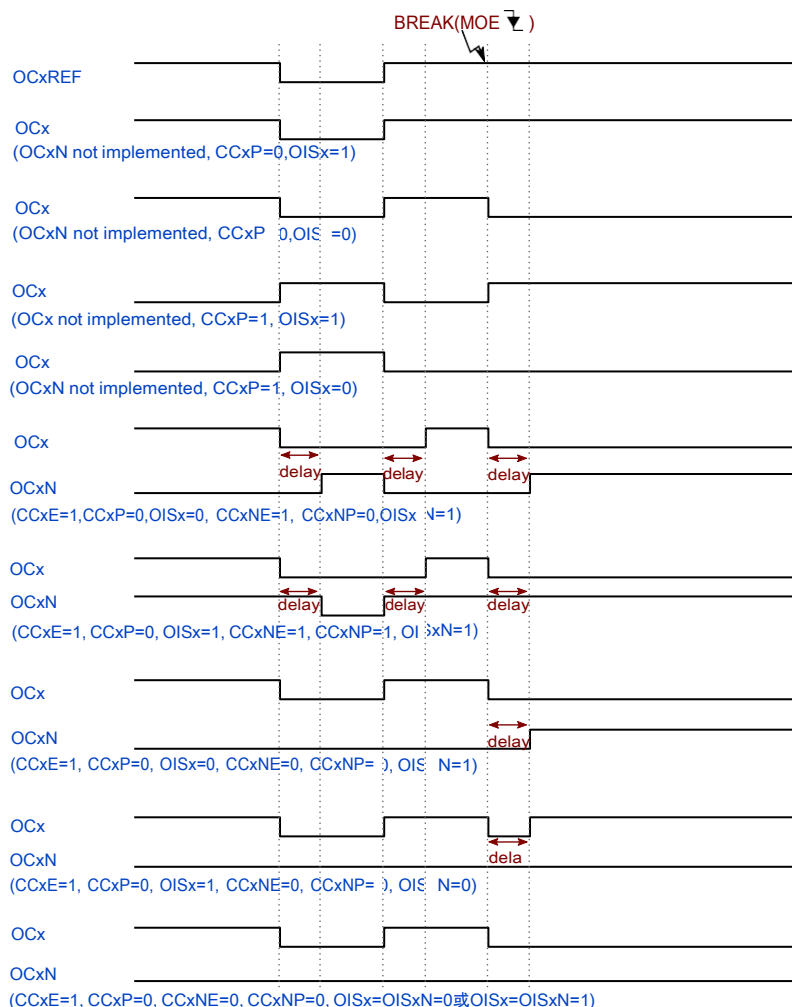 BREAK(MOE )
OCxREF
OCx
(OCxN not implemented, CCxP=0,OISx=1)
OCx
(OCxN not implemented, CCxP 0,OIS =0)
OCx
(OCx not implemented, CCxP=1, OISx=1)
OCx
(OCxN not implemented, CCxP=1, OISx=0)
OCx
delay delay delay
OCxN
(CCxE=1,CCxP=0,OISx=0, CCxNE=1, CCxNP=0,OISx N=1)
OCx
OCxN
delay delay delay
(CCxE=1, CCxP=0, OISx=1, CCxNE=1, CCxNP=1, OI SxN=1)
OCx
OCxN
delay
(CCxE=1, CCxP=0, OISx=0, CCxNE=0, CCxNP= 0, OIS N=1)
OCx
OCxN
dela
(CCxE=1, CCxP=0, OISx=1, CCxNE=0, CCxNP= 0, OIS N=0)
OCx
OCxN
(CCxE=1, CCxP=0, CCxNE=0, CCxNP=0, OISx=OISxN=0或OISx=OISxN=1)